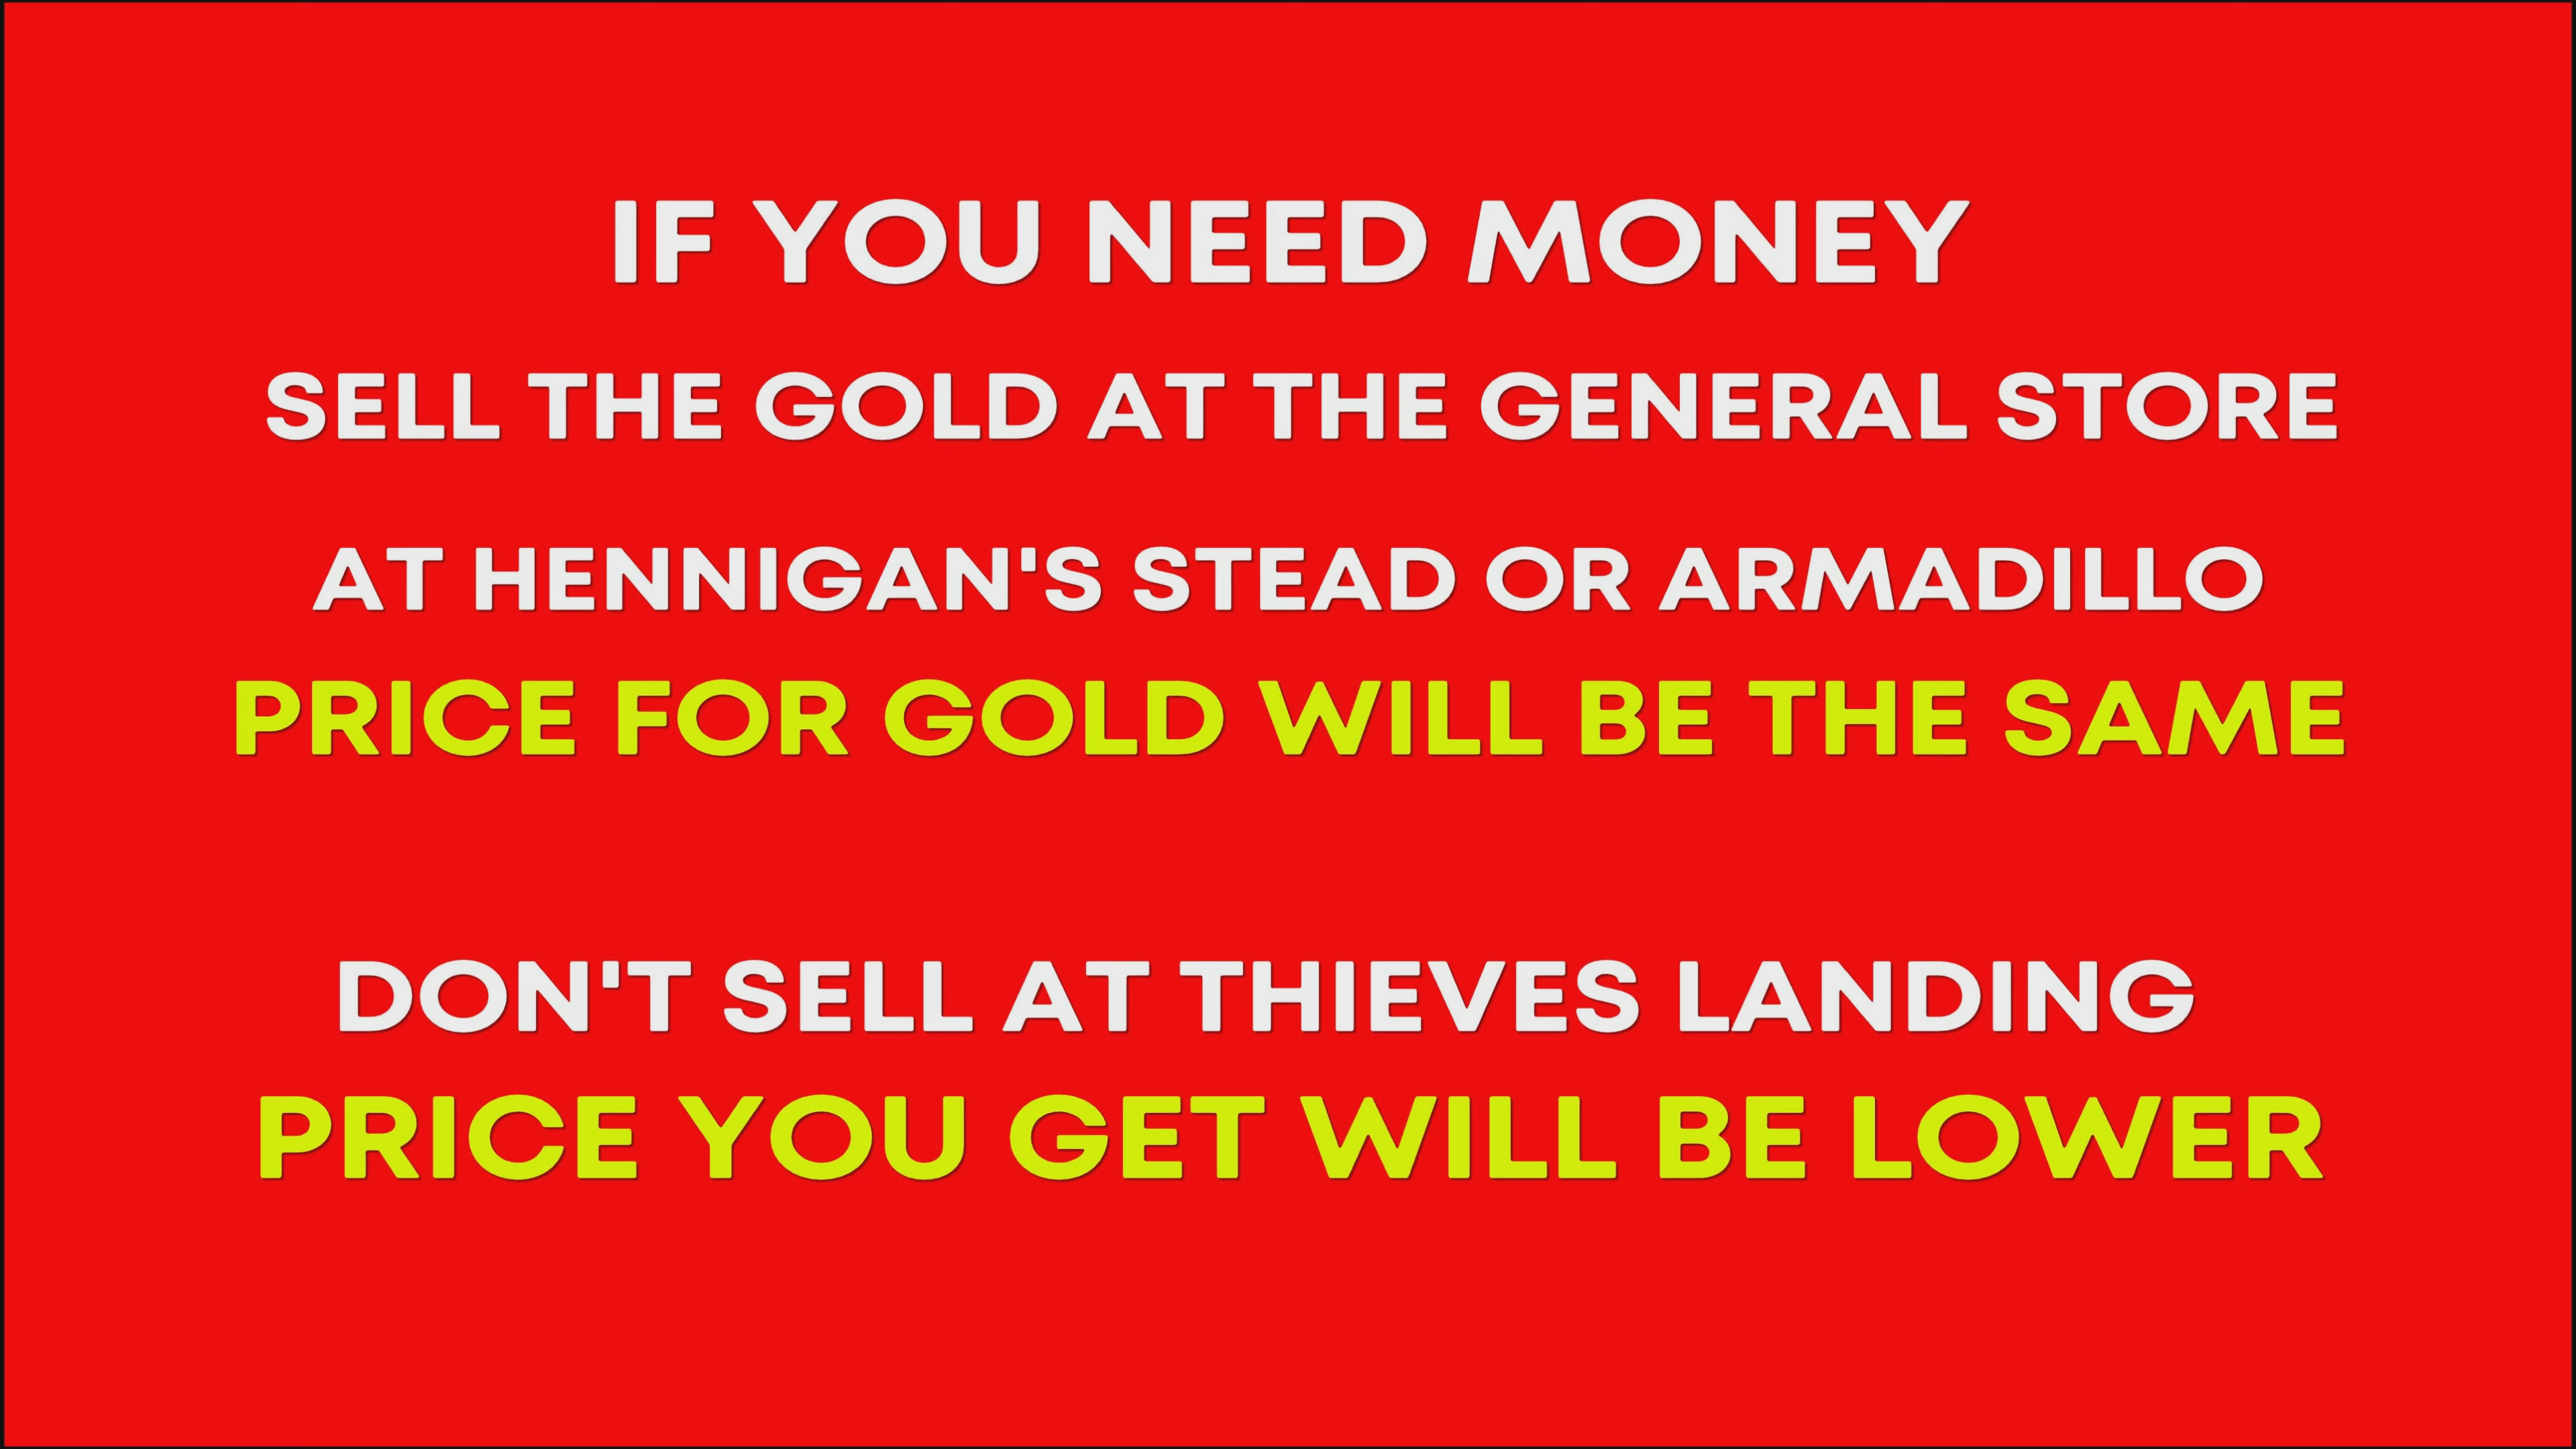 IF YOU NEED MONEY
SELL THE GOLD AT THE GENERAL STORE
AT HENNIGAN'S STEAD OR ARMADILLO
PRICE FOR GOLD WILL BE THE SAME
DON'T SELL AT THIEVES LANDING
PRICE YOU GET WILL BE LOWER